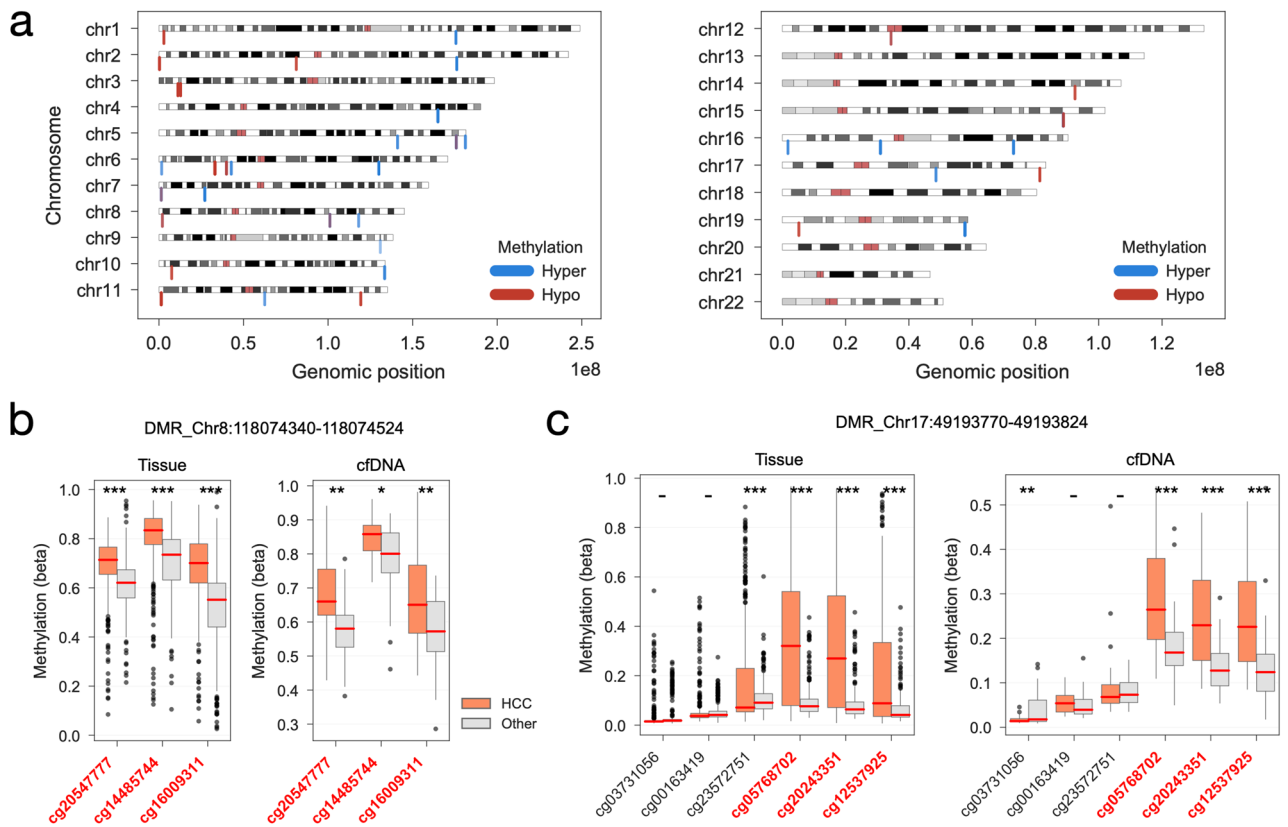 a
chr1
chr2
chr3
chr4
chr5
chr6
chr7
chr8
chr9
chr10
chr11
Chromosome
Methylation
Hyper
Hypo
0.0 0.5 1.0 1.5 2.0 2.5
Genomic position
1e8
chr12
chr13
chr14
chr15
chr16
chr17
chr18
chr19
chr20
chr21
chr22
Methylation
Hyper
Hypo
0.0 0.2 0.4 0.6 0.8 1.0 1.2
Genomic position
1e8
b
DMR_Chr8:118074340-118074524
Tissue
*** *** ***
1.0
0.8
0.6
0.4
0.2
0.0
Methylation (beta)
cg20547777
cg14485744
cg16009311
cfDNA
** * **
1.0
0.9
0.8
0.7
0.6
0.5
0.4
0.3
Methylation (beta)
cg20547777
cg14485744
cg16009311
HCC
Other
c
DMR_Chr17:49193770-49193824
Tissue
- - *** *** *** ***
1.0
0.8
0.6
0.4
0.2
0.0
Methylation (beta)
cg03731056
cg00163419
cg23572751
cg05768702
cg20243351
cg12537925
cfDNA
** - - *** *** ***
0.5
0.4
0.3
0.2
0.1
0.0
Methylation (beta)
cg03731056
cg00163419
cg23572751
cg05768702
cg20243351
cg12537925